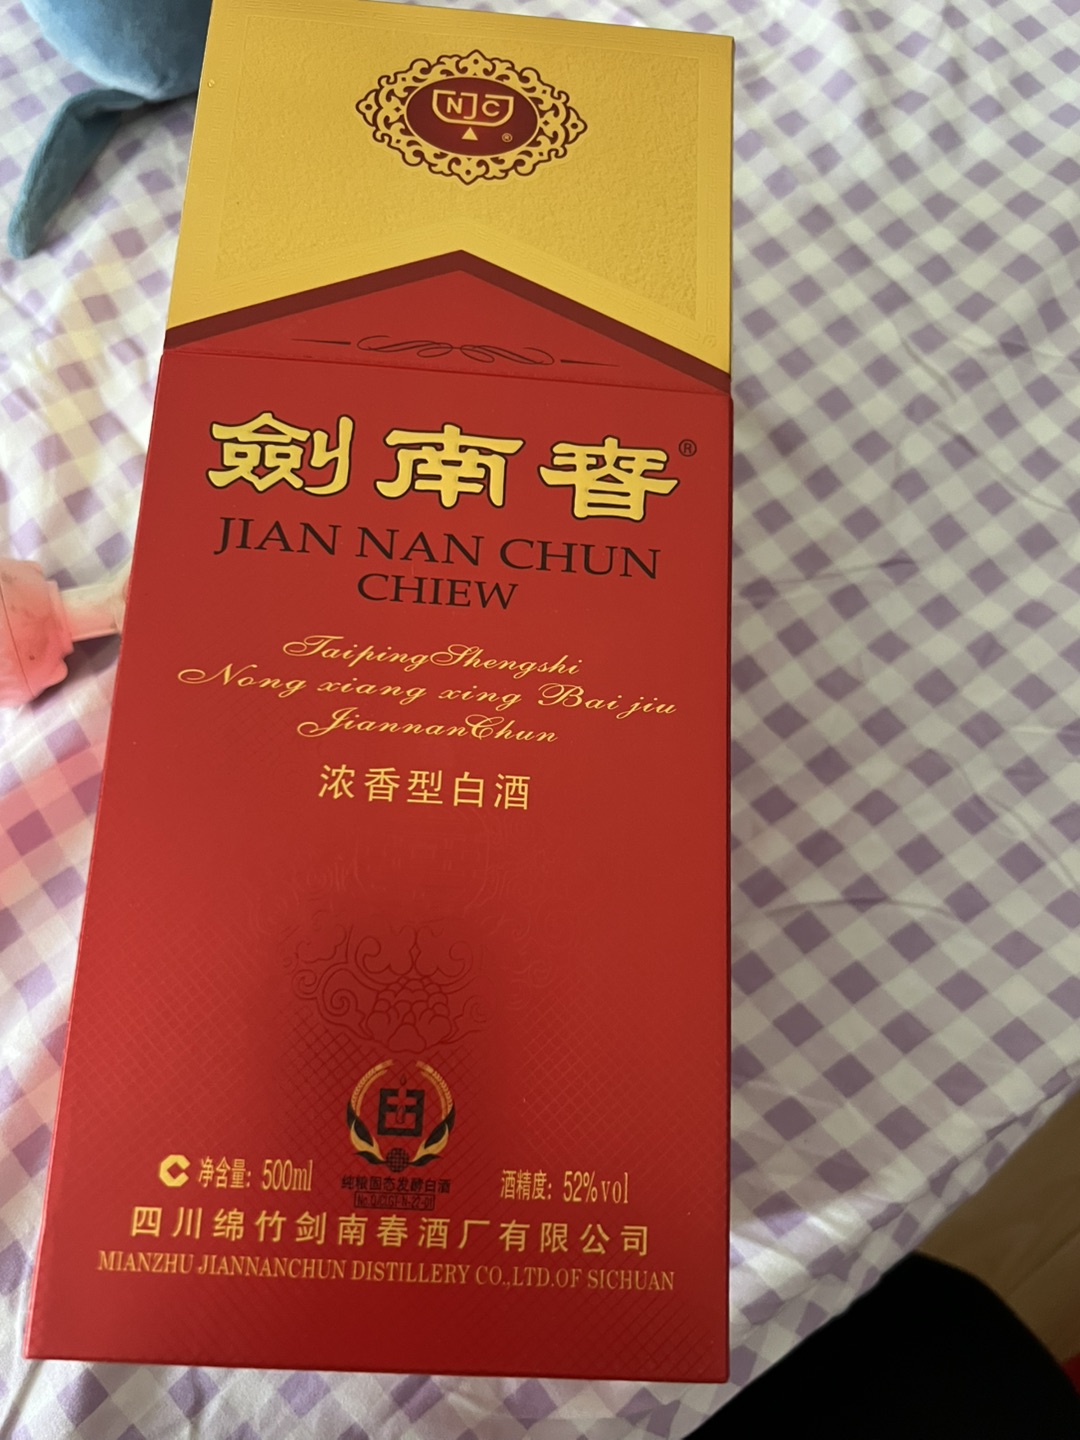 NJC
®
劍南春®
JIAN NAN CHUN
CHIEW
TaipingShengshi
Nong xiang xing Bai jiu
JiannanChun
浓香型白酒
净含量：500ml
纯粮固态发酵白酒
酒精度：52%vol
四川绵竹剑南春酒厂有限公司
MIANZHU JIANNANCHUN DISTILLERY CO.,LTD.OF SICHUAN